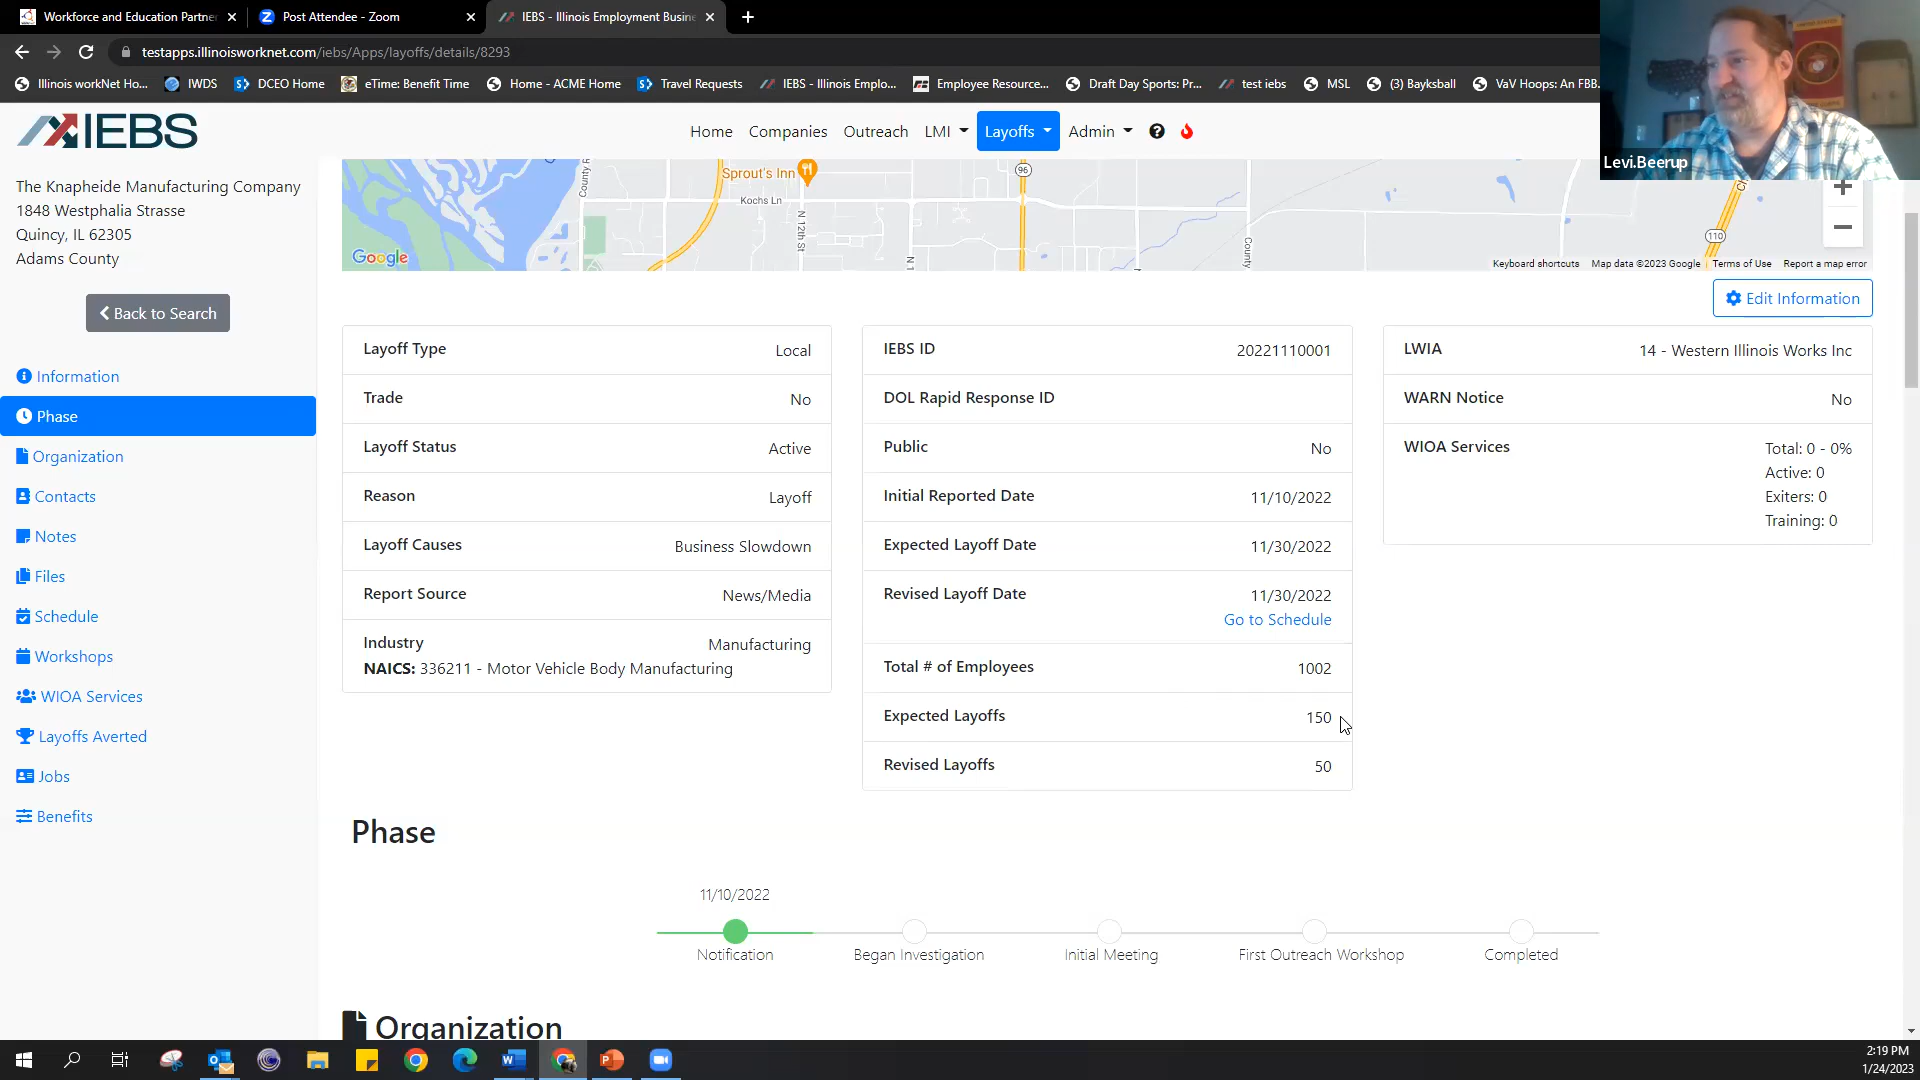 Workforce and Education Partner
Post Attendee - Zoom
IEBS - Illinois Employment Busin
testapps.illinoisworknet.com/iebs/Apps/layoffs/details/8293
Illinois workNet Ho...
IWDS
DCEO Home
eTime: Benefit Time
Home - ACME Home
Travel Requests
IEBS - Illinois Emplo...
Employee Resource...
Draft Day Sports: Pr...
test iebs
MSL
(3) Bayksball
VaV Hoops: An FBB
Levi.Beerup
IEBS
Home
Companies
Outreach
LMI
Layoffs
Admin
The Knapheide Manufacturing Company
1848 Westphalia Strasse
Quincy, IL 62305
Adams County
Back to Search
Information
Phase
Organization
Contacts
Notes
Files
Schedule
Workshops
WIOA Services
Layoffs Averted
Jobs
Benefits
Sprout's Inn
Kochs Ln
N 12th St
County
96
110
Google
Keyboard shortcuts
Map data ©2023 Google
Terms of Use
Report a map error
Edit Information
Layoff Type Local
Trade No
Layoff Status Active
Reason Layoff
Layoff Causes Business Slowdown
Report Source News/Media
Industry Manufacturing
NAICS: 336211 - Motor Vehicle Body Manufacturing
IEBS ID 20221110001
DOL Rapid Response ID
Public No
Initial Reported Date 11/10/2022
Expected Layoff Date 11/30/2022
Revised Layoff Date 11/30/2022
Go to Schedule
Total # of Employees 1002
Expected Layoffs 150
Revised Layoffs 50
LWIA 14 - Western Illinois Works Inc
WARN Notice No
WIOA Services Total: 0 - 0%
Active: 0
Exiters: 0
Training: 0
Phase
11/10/2022
Notification
Began Investigation
Initial Meeting
First Outreach Workshop
Completed
Organization
2:19 PM
1/24/2023